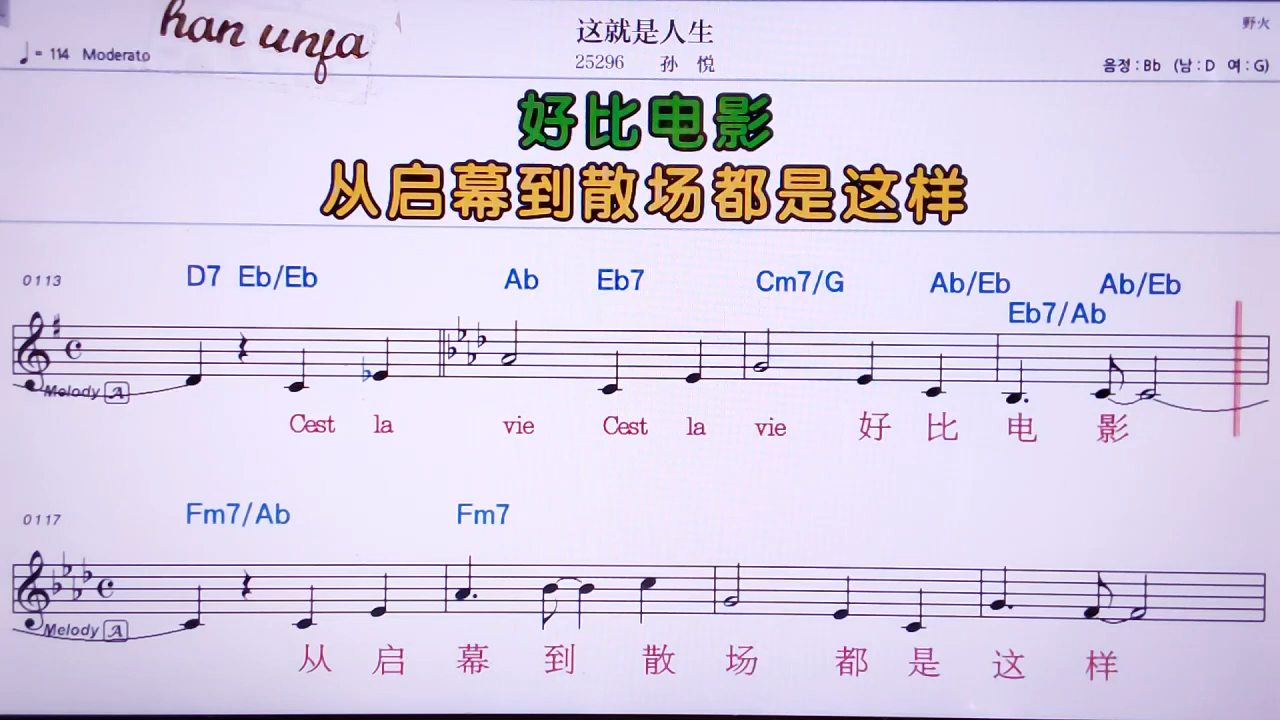 han unfa
这就是人生
野火
♩= 114 Moderato
25296 孙 悦
음정 : Bb (남 : D 여 : G)
好比电影
从启幕到散场都是这样
0113
D7 Eb/Eb Ab Eb7 Cm7/G Ab/Eb Eb7/Ab Ab/Eb
Melody A
Cest la vie Cest la vie 好 比 电 影
0117
Fm7/Ab Fm7
Melody A
从 启 幕 到 散 场 都 是 这 样